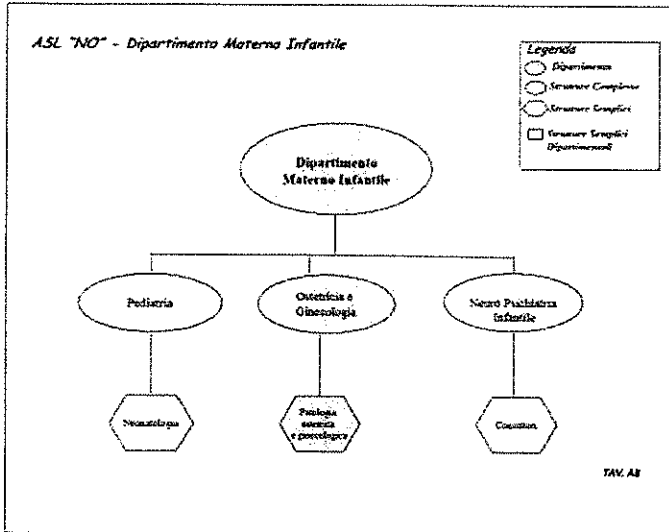 ASL "NO" - Dipartimento Materno Infantile
Legenda
Dipartimento
Strutture Complesse
Strutture Semplici
Strutture Semplici
Dipartimentali
Dipartimento
Materno Infantile
Pediatria
Ostetricia e
Ginecologia
Neuro Psichiatria
Infantile
Neonatologia
Patologia
ostetrica
TAV. A8